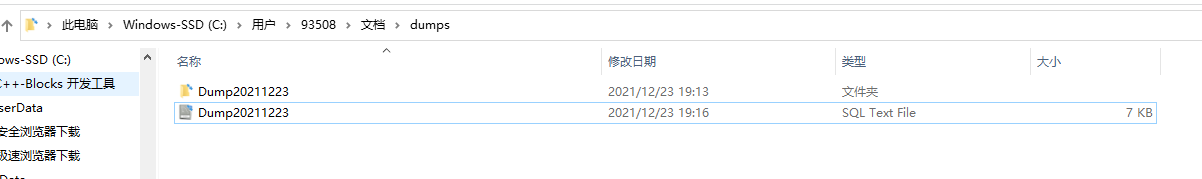 此电脑 > Windows-SSD (C:) > 用户 > 93508 > 文档 > dumps
ows-SSD (C:)
C++-Blocks 开发工具
serData
安全浏览器下载
极速浏览器下载
名称 修改日期 类型 大小
Dump20211223 2021/12/23 19:13 文件夹
Dump20211223 2021/12/23 19:16 SQL Text File 7 KB